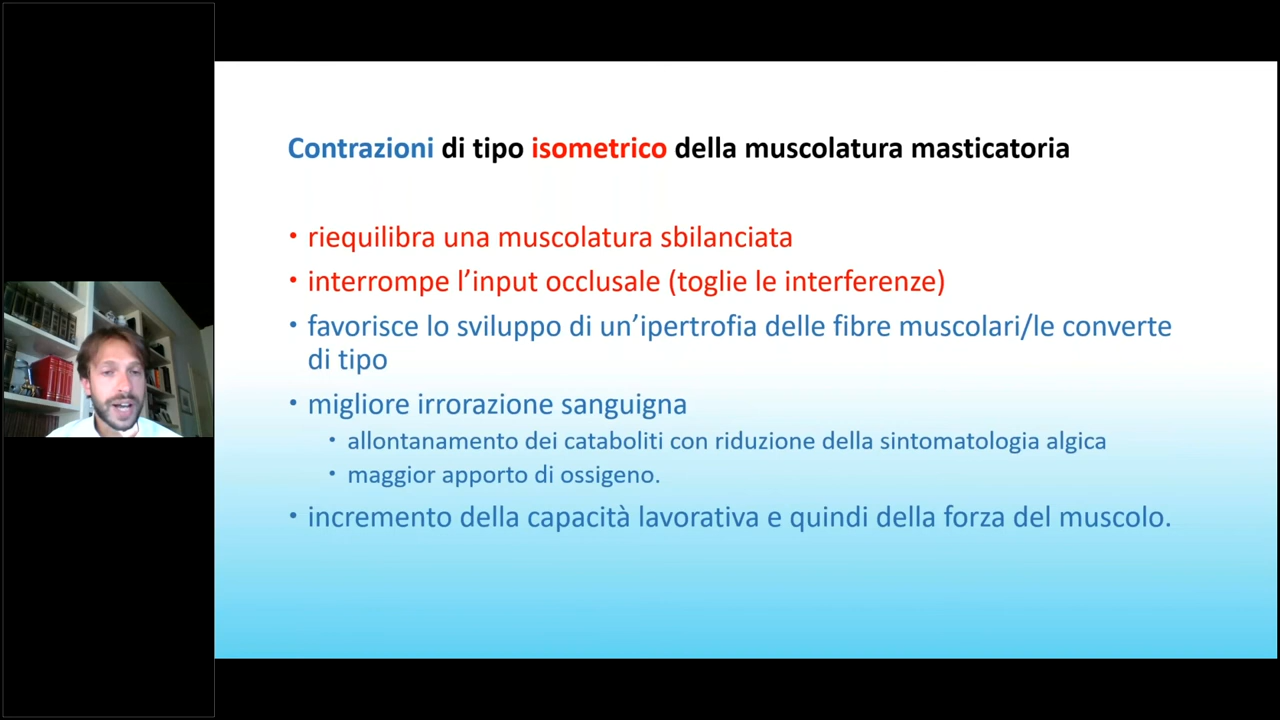 Contrazioni di tipo isometrico della muscolatura masticatoria
• riequilibra una muscolatura sbilanciata
• interrompe l’input occlusale (toglie le interferenze)
• favorisce lo sviluppo di un’ipertrofia delle fibre muscolari/le converte
di tipo
• migliore irrorazione sanguigna
• allontanamento dei cataboliti con riduzione della sintomatologia algica
• maggior apporto di ossigeno.
• incremento della capacità lavorativa e quindi della forza del muscolo.